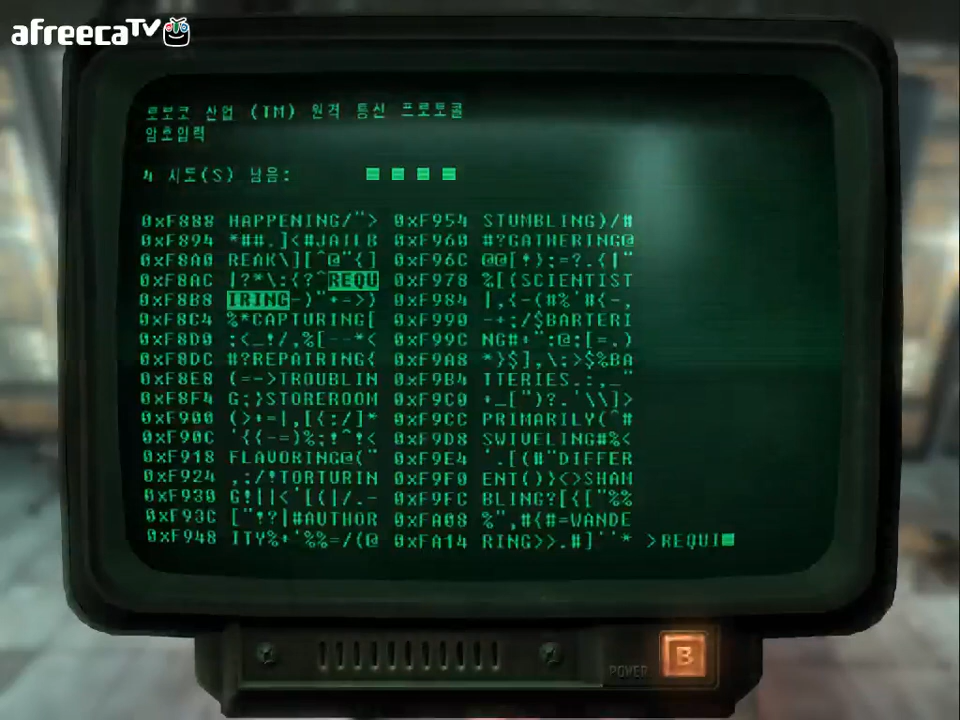 afreecaTV
로보코 산업 (TM) 원격 통신 프로토콜
암호입력
4 시도(S) 남음:
0xF888 HAPPENING/"> 0xF954 STUMBLING)/#
0xF894 *##.]<#JAILB 0xF960 #?GATHERING@
0xF8A0 REAK\][^@"{] 0xF96C @@[!}:=?.{|"
0xF8AC |?*\:{?^REQU 0xF978 %[(SCIENTIST
0xF8B8 IRING-)"+->) 0xF984 |,{-(#%'#{-,
0xF8C4 %*CAPTURING[ 0xF990 -+;/$BARTERI
0xF8D0 :<_!/,%[--*< 0xF99C NG#+":@:[=.)
0xF8DC #?REPAIRING{ 0xF9A8 *}$],\;>$%BA
0xF8E8 (=->TROUBLIN 0xF9B4 TTERIES.:,_"
0xF8F4 G;}STOREROOM 0xF9C0 +_[")?.'\\]>
0xF900 (>+=|,[{:/]* 0xF9CC PRIMARILY(^#
0xF90C '{(-=)%;!^!< 0xF9D8 SWIVELING#%<
0xF918 FLAVORING@(" 0xF9E4 '.[(#"DIFFER
0xF924 ,:/!TORTURIN 0xF9F0 ENT()}<>SHAM
0xF930 G!||<'[(|/.- 0xF9FC BLING?[{["%%
0xF93C ["!?]#AUTHOR 0xFA08 %",#{#=WANDE
0xF948 ITY%+'%%=/(@ 0xFA14 RING>>.#]''* >REQUI
POWER
B